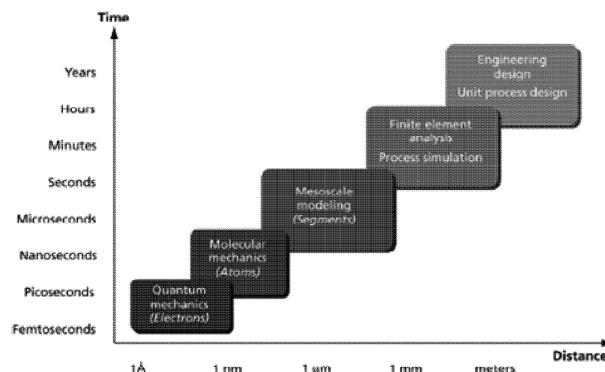 Time
Years
Hours
Minutes
Seconds
Microseconds
Nanoseconds
Picoseconds
Femtoseconds
Engineering
design
Unit process design
Finite element
analysis
Process simulation
Mesoscale
modeling
(Segments)
Molecular
mechanics
(Atoms)
Quantum
mechanics
(Electrons)
Distance
1Å 1 nm 1 µm 1 mm meters